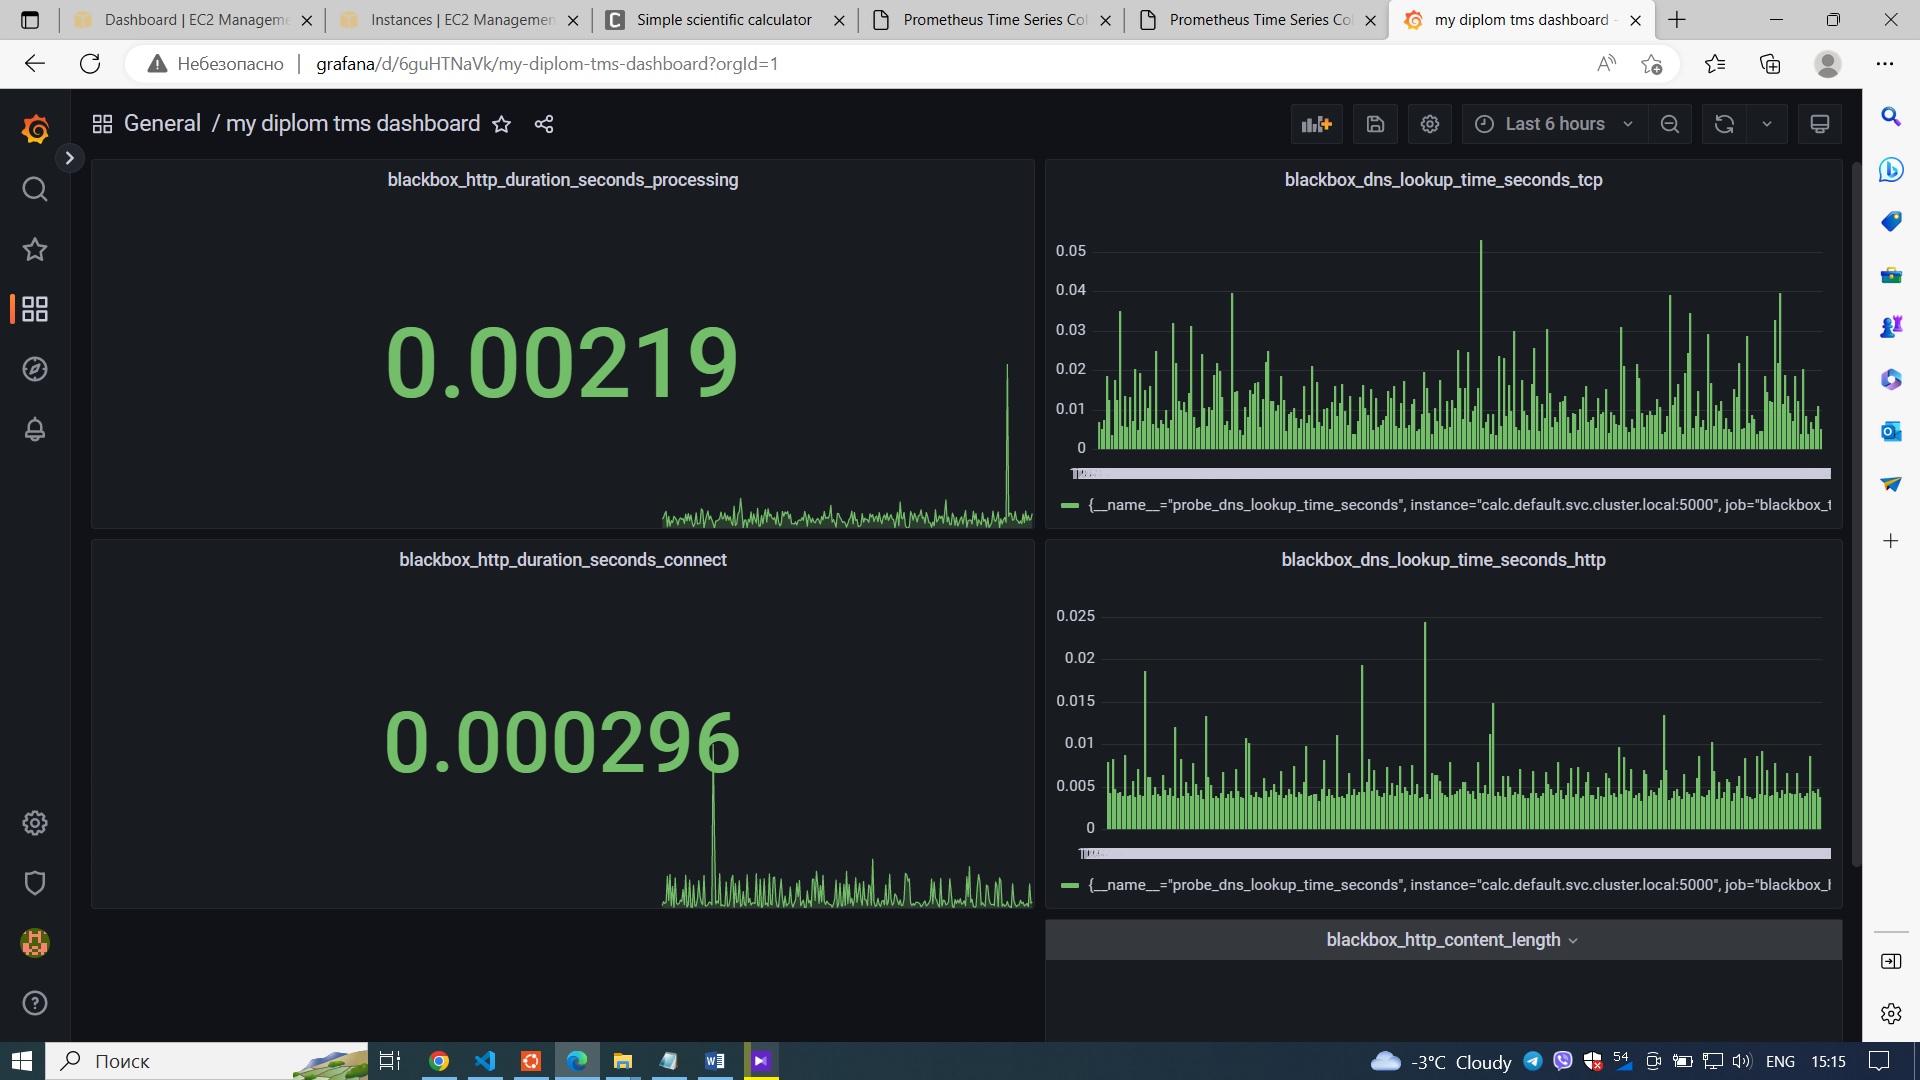 Dashboard | EC2 Manageme
Instances | EC2 Managemen
Simple scientific calculator
Prometheus Time Series Col
Prometheus Time Series Col
my diplom tms dashboard -
Небезопасно
grafana/d/6guHTNaVk/my-diplom-tms-dashboard?orgId=1
General / my diplom tms dashboard
Last 6 hours
blackbox_http_duration_seconds_processing
0.00219
blackbox_dns_lookup_time_seconds_tcp
0.05
0.04
0.03
0.02
0.01
0
{__name__="probe_dns_lookup_time_seconds", instance="calc.default.svc.cluster.local:5000", job="blackbox_t
blackbox_http_duration_seconds_connect
0.000296
blackbox_dns_lookup_time_seconds_http
0.025
0.02
0.015
0.01
0.005
0
{__name__="probe_dns_lookup_time_seconds", instance="calc.default.svc.cluster.local:5000", job="blackbox_h
blackbox_http_content_length
Поиск
-3°C Cloudy
54
ENG
15:15